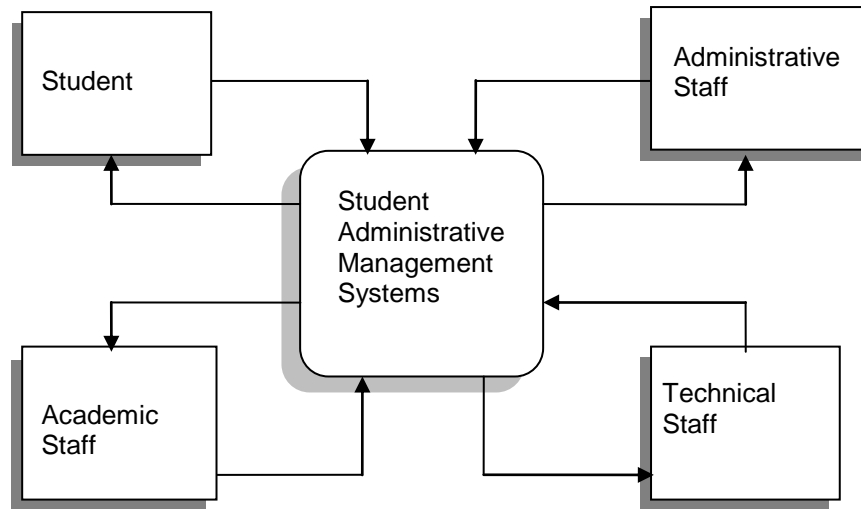 Student
Administrative
Staff
Student
Administrative
Management
Systems
Academic
Staff
Technical
Staff